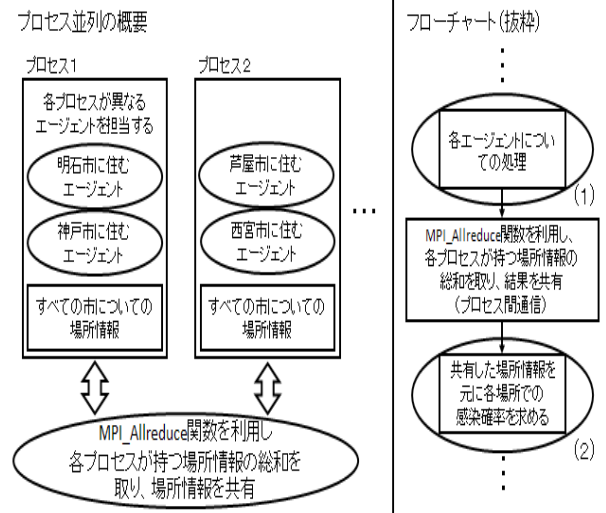 プロセス並列の概要
プロセス1
各プロセスが異なる
エージェントを担当する
明石市に住む
エージェント
神戸市に住む
エージェント
すべての市についての
場所情報
プロセス2
芦屋市に住む
エージェント
西宮市に住む
エージェント
すべての市についての
場所情報
...
MPI_Allreduce関数を利用し
各プロセスが持つ場所情報の総和を
取り、場所情報を共有
フローチャート(抜粋)
各エージェントについ
ての処理
(1)
MPI_Allreduce関数を利用し、
各プロセスが持つ場所情報の
総和を取り、結果を共有
(プロセス間通信)
共有した場所情報を
元に各場所での
感染確率を求める
(2)